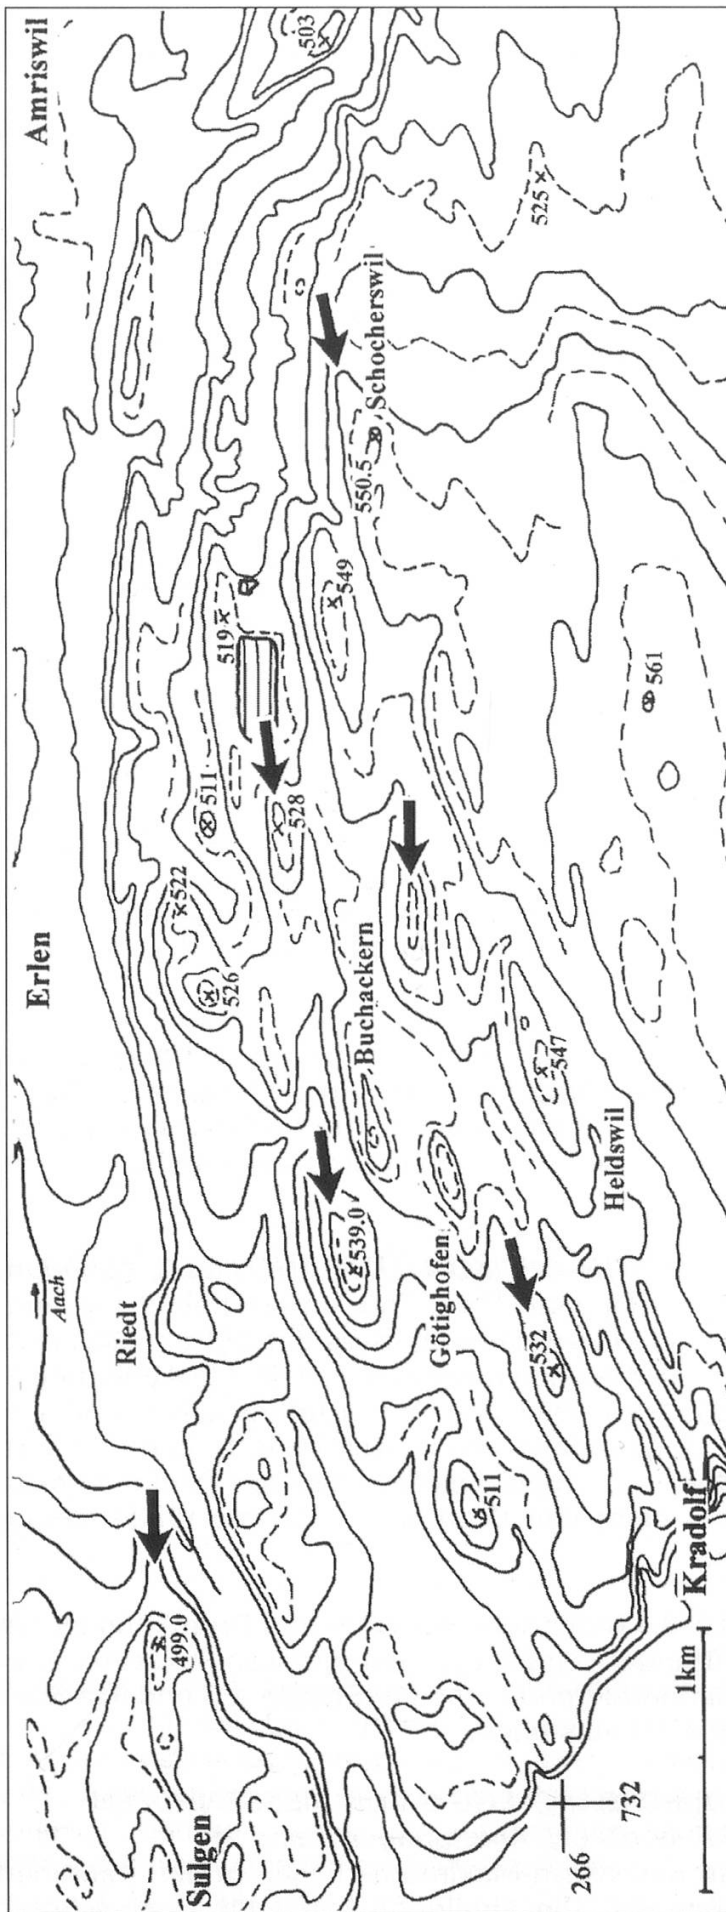 Erlen
Amriswil
Aach
Riedt
522
499.0
Sulgen
526
511
519
503
528
539.0
549
Buchackern
550.5
Schocherswil
Götighofen
511
532
525
547
266
Heldswil
732
561
1km
Kradolf